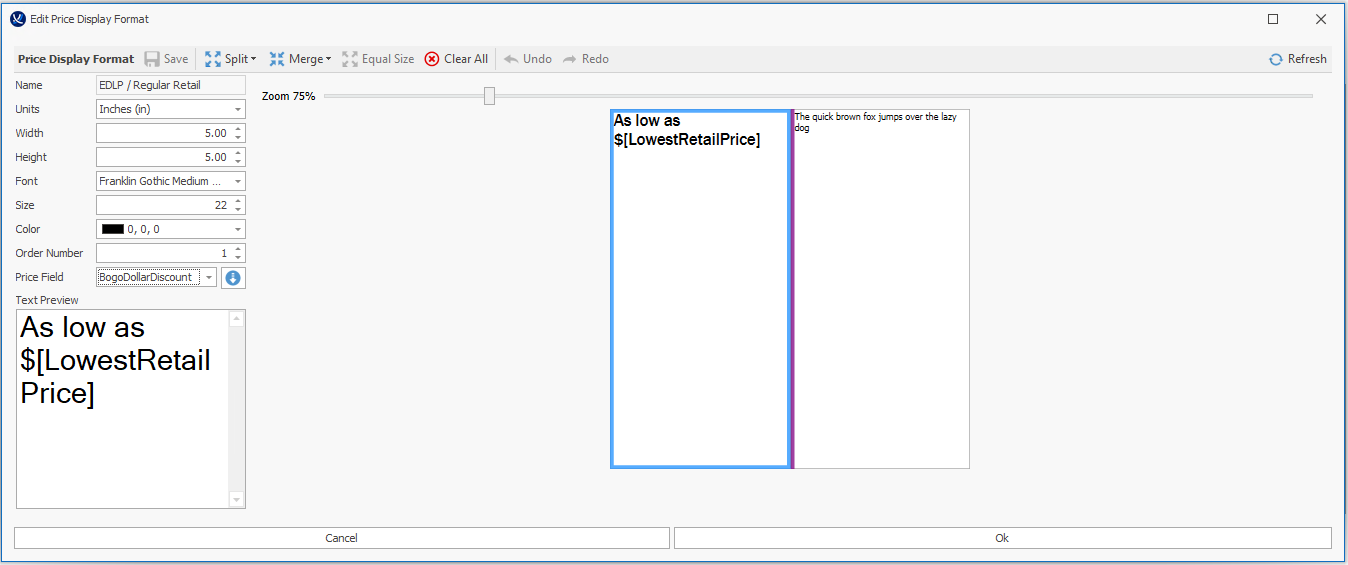 Edit Price Display Format
Price Display Format Save Split Merge Equal Size Clear All Undo Redo Refresh
Name EDLP / Regular Retail
Units Inches (in)
Width 5.00
Height 5.00
Font Franklin Gothic Medium ...
Size 22
Color 0, 0, 0
Order Number 1
Price Field BogoDollarDiscount
Text Preview
As low as
$[LowestRetail
Price]
Zoom 75%
As low as
$[LowestRetailPrice]
The quick brown fox jumps over the lazy
dog
Cancel Ok